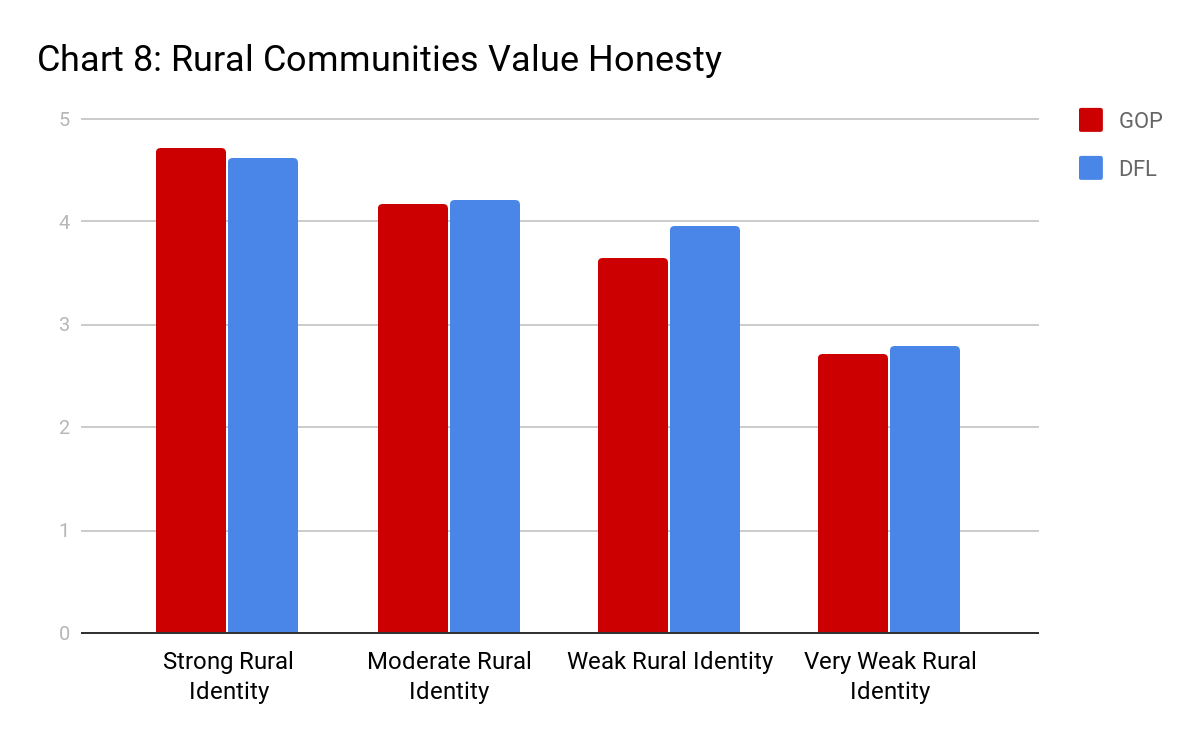 Chart 8: Rural Communities Value Honesty
5
4
3
2
1
0
GOP
DFL
Strong Rural
Identity
Moderate Rural
Identity
Weak Rural Identity
Very Weak Rural
Identity